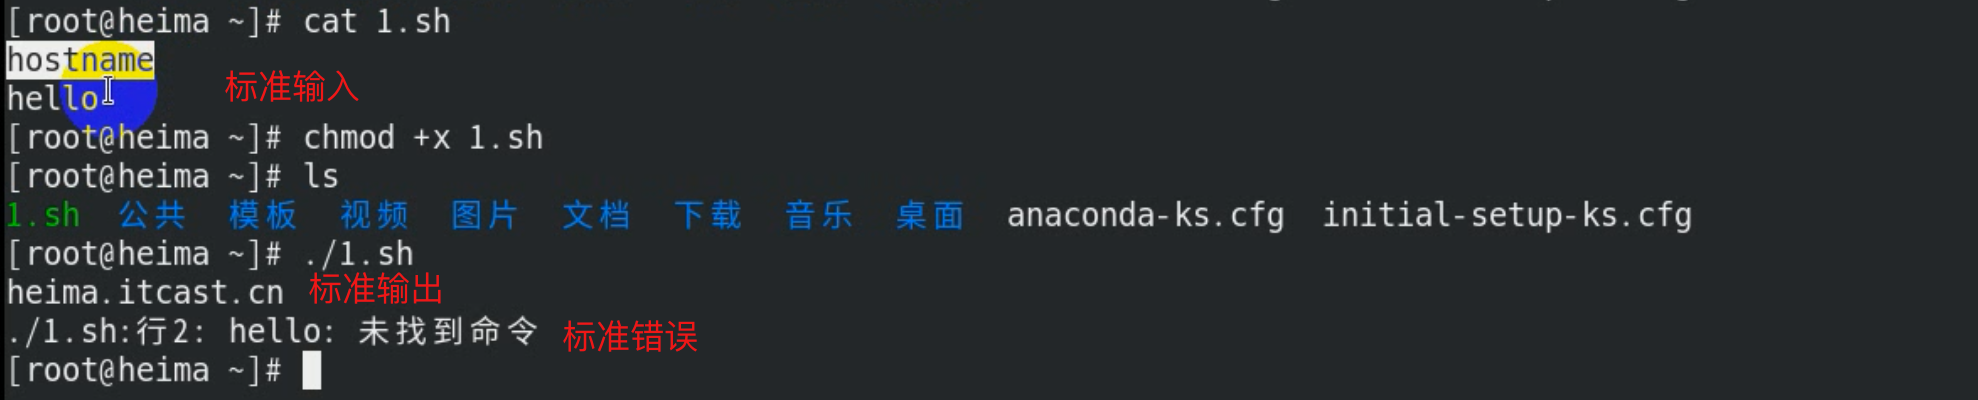 [root@heima ~]# cat 1.sh
hostname
hello
标准输入
[root@heima ~]# chmod +x 1.sh
[root@heima ~]# ls
1.sh 公共 模板 视频 图片 文档 下载 音乐 桌面 anaconda-ks.cfg initial-setup-ks.cfg
[root@heima ~]# ./1.sh
heima.itcast.cn 标准输出
./1.sh:行2: hello: 未找到命令 标准错误
[root@heima ~]#